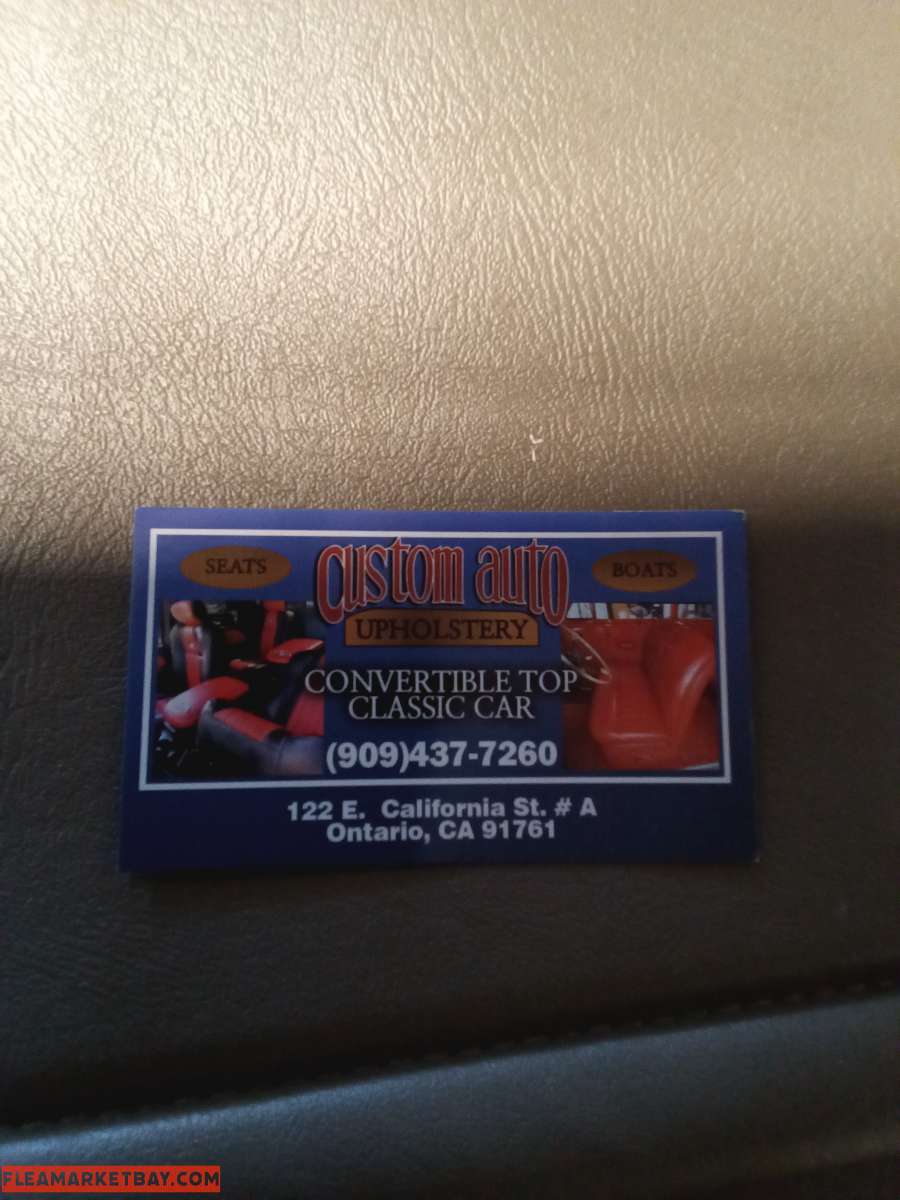 SEATS
custom auto
BOATS
UPHOLSTERY
CONVERTIBLE TOP
CLASSIC CAR
(909)437-7260
122 E. California St. # A
Ontario, CA 91761
FLEAMARKETBAY.COM